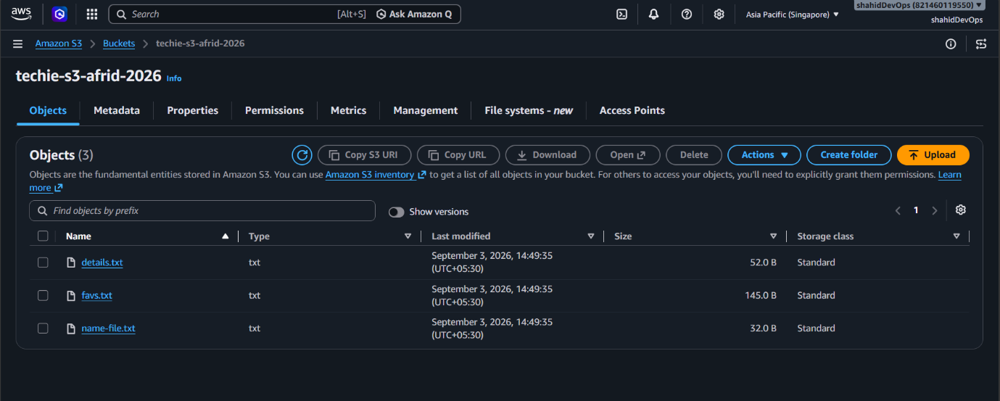 aws
Search [Alt+S] Ask Amazon Q
Asia Pacific (Singapore)
shahidDevOps (821460119550)
shahidDevOps
Amazon S3 Buckets techie-s3-afrid-2026
techie-s3-afrid-2026 Info
Objects Metadata Properties Permissions Metrics Management File systems - new Access Points
Objects (3) Copy S3 URI Copy URL Download Open Delete Actions Create folder Upload
Objects are the fundamental entities stored in Amazon S3. You can use Amazon S3 inventory to get a list of all objects in your bucket. For others to access your objects, you'll need to explicitly grant them permissions. Learn
more
Find objects by prefix Show versions 1
Name Type Last modified Size Storage class
details.txt txt September 3, 2026, 14:49:35 52.0 B Standard
(UTC+05:30)
favs.txt txt September 3, 2026, 14:49:35 145.0 B Standard
(UTC+05:30)
name-file.txt txt September 3, 2026, 14:49:35 32.0 B Standard
(UTC+05:30)